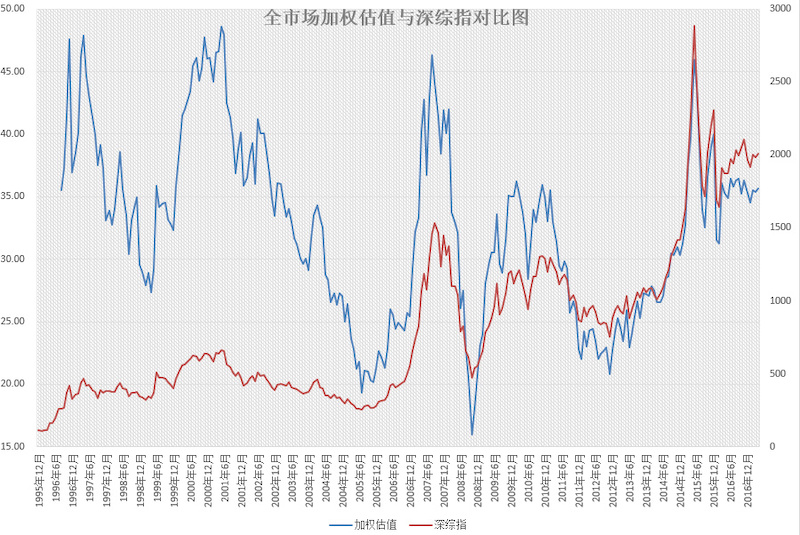 全市场加权估值与深综指对比图
50.00
45.00
40.00
35.00
30.00
25.00
20.00
15.00
3000
2500
2000
1500
1000
500
0
1995年12月
1996年6月
1996年12月
1997年6月
1997年12月
1998年6月
1998年12月
1999年6月
1999年12月
2000年6月
2000年12月
2001年6月
2001年12月
2002年6月
2002年12月
2003年6月
2003年12月
2004年6月
2004年12月
2005年6月
2005年12月
2006年6月
2006年12月
2007年6月
2007年12月
2008年6月
2008年12月
2009年6月
2009年12月
2010年6月
2010年12月
2011年6月
2011年12月
2012年6月
2012年12月
2013年6月
2013年12月
2014年6月
2014年12月
2015年6月
2015年12月
2016年6月
2016年12月
加权估值
深综指